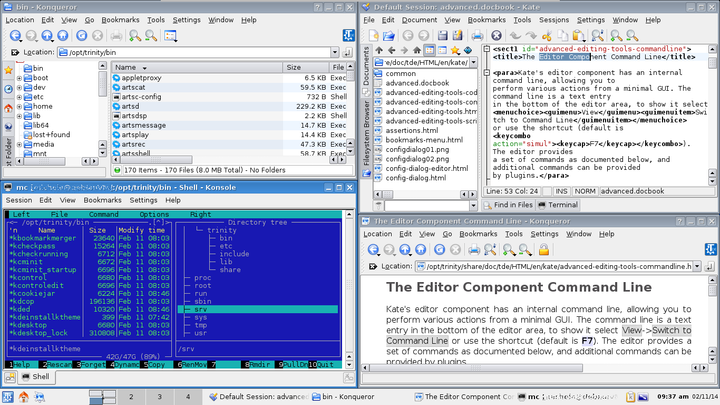 bin - Konqueror
Location Edit View Go Bookmarks Tools Settings Window Help
Location: /opt/trinity/bin
bin
boot
dev
etc
home
lib
lib64
lost+found
media
mnt
t Folder
Name Size File
appletproxy 6.5 KB Exec
artscat 59.5 KB Exec
artsc-config 732 B Shell
artsd 229.2 KB Exec
artsdsp 2.2 KB Shell
artsmessage 14.7 KB Exec
artsplay 14.4 KB Exec
artsrec 47.3 KB Exec
artsshell 58.7 KB Exec
170 Items - 170 Files (8.0 MB Total) - No Folders
Default Session: advanced.docbook - Kate
File Edit Document View Bookmarks Tools Settings Window Help
Documents
Filesystem Browser
e/doc/tde/HTML/en/kate/
common
advanced.docbook
advanced-editing-tools-cod
advanced-editing-tools-com
advanced-editing-tools.html
assertions.html
bookmarks-menu.html
configdialog01.png
configdialog02.png
config-dialog-editor.html
config-dialog.html
<sect1 id="advanced-editing-tools-commandline">
<title>The Editor Component Command Line</title>
<para>Kate's editor component has an internal
command line, allowing you to
perform various actions from a minimal GUI. The
command line is a text
entry in the bottom of the editor area, to show it select
<menuchoice><guimenu>View</guimenu><guimenuitem>Swi
tch to Command Line</guimenuitem></menuchoice>
or use the shortcut (default is
<keycombo
action="simul"><keycap>F7</keycap></keycombo>).
The editor provides
a set of commands as documented below, and
additional commands can be provided
by plugins.</para>
Line: 53 Col: 24 INS NORM advanced.docbook
Find in Files Terminal
mc /opt/trinity/bin - Shell - Konsole
Session Edit View Bookmarks Settings Help
Left File Command Options Right
/opt/trinity/bin
Directory tree
'n Name Size Modify time
*kbookmarkmerger 23640 Feb 11 08:03
*kcheckpass 15264 Feb 11 08:03
*kcheckrunning 6712 Feb 11 08:03
*kcminit 6672 Feb 11 08:03
*kcminit_startup 6696 Feb 11 08:03
*kcontrol 6680 Feb 11 08:03
*kcontroledit 6696 Feb 11 08:03
*kcookiejar 7224 Feb 11 08:03
*kdcop 196136 Feb 11 08:03
*kded 10320 Feb 11 08:46
*kdeinstallktheme 399 Feb 11 07:42
*kdesktop 6680 Feb 11 08:03
*kdesktop_lock 310808 Feb 11 08:03
trinity
bin
etc
include
lib
share
proc
root
run
sbin
srv
sys
tmp
usr
*kdeinstallktheme
/srv
42G/47G (89%)
1Help 2Rescan 3Forget 4Dynamc 5Copy 6RenMov 7 8Rmdir 9PullDn 10Quit
Shell
The Editor Component Command Line - Konqueror
Location Edit View Go Bookmarks Tools Settings Window Help
Location: /opt/trinity/share/doc/tde/HTML/en/kate/advanced-editing-tools-commandline.h
The Editor Component Command Line
Kate's editor component has an internal command line, allowing you to
perform various actions from a minimal GUI. The command line is a text
entry in the bottom of the editor area, to show it select View->Switch to
Command Line or use the shortcut (default is F7). The editor provides a
set of commands as documented below, and additional commands can be
provided by plugins.
1 2 3 4
Default Session: advance
bin - Konqueror
The Editor Component Co
mc
09:37 am 02/11/14